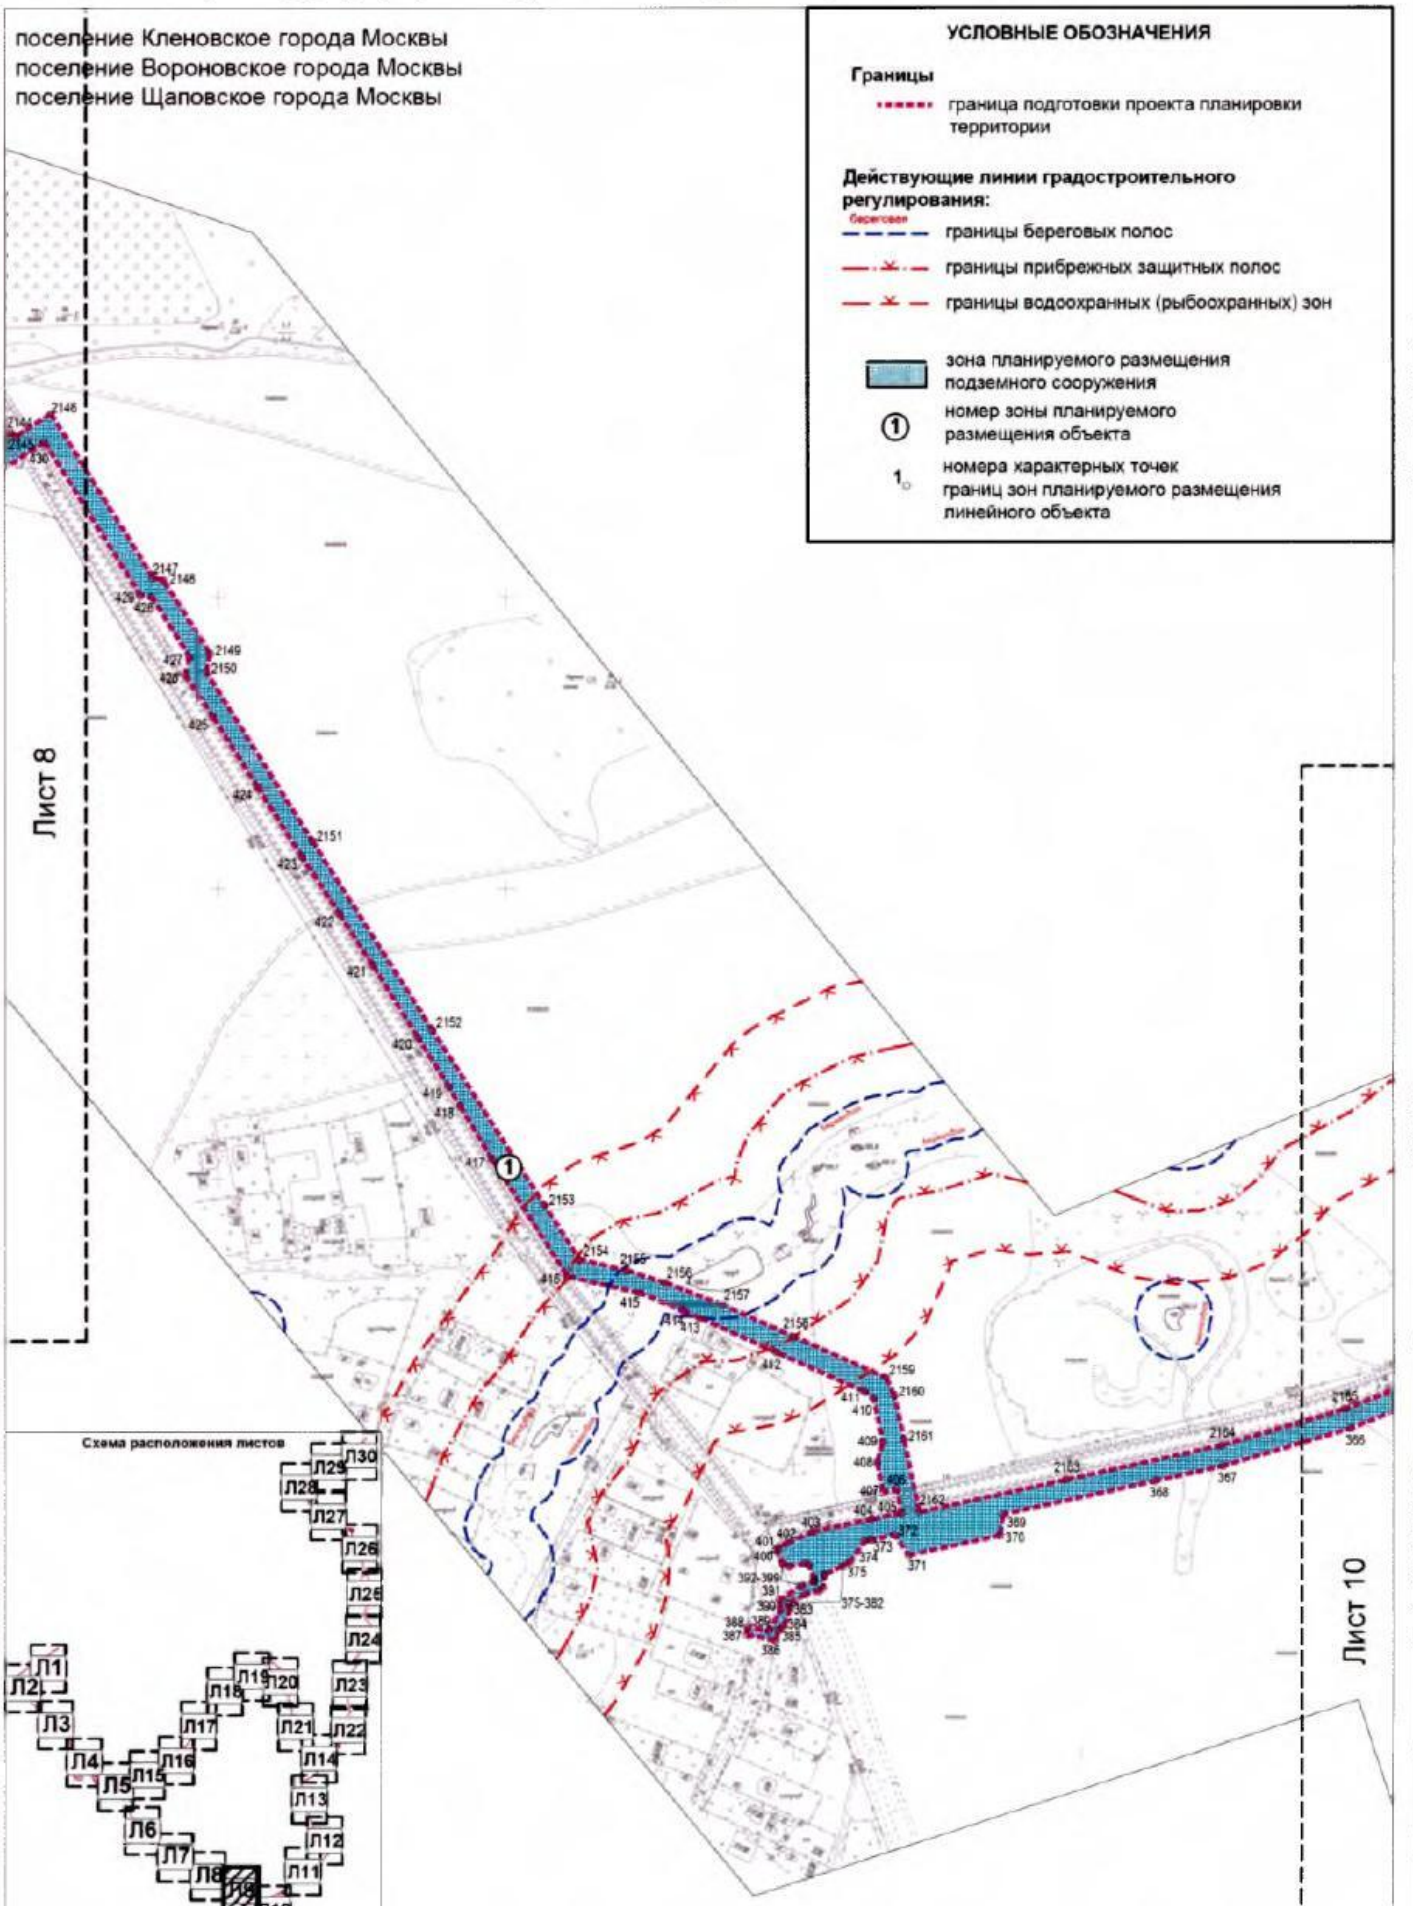 поселение Кленовское города Москвы
поселение Вороновское города Москвы
поселение Щаповское города Москвы
УСЛОВНЫЕ ОБОЗНАЧЕНИЯ
Границы
граница подготовки проекта планировки
территории
Действующие линии градостроительного
регулирования:
береговая
границы береговых полос
границы прибрежных защитных полос
границы водоохранных (рыбоохранных) зон
зона планируемого размещения
подземного сооружения
1
номер зоны планируемого
размещения объекта
1
номера характерных точек
границ зон планируемого размещения
линейного объекта
2146
2144
2145
430
2147
2148
429
428
2149
427
2150
426
425
Лист 8
424
2151
423
422
421
2152
420
419
418
417
1
2153
2154
2155
416
2156
415
2157
414
413
2158
412
2159
411
2160
410
409
2161
408
2165
366
2164
367
2163
368
407
406
405
2162
404
403
402
401
400
369
370
372
373
371
374
375
392-399
391
375-382
390
383
389
384
388
387
385
386
Лист 10
Схема расположения листов
Л30
Л29
Л28
Л27
Л26
Л25
Л24
Л1
Л2
Л19
Л20
Л23
Л18
Л3
Л17
Л21
Л22
Л4
Л16
Л14
Л5
Л15
Л13
Л6
Л12
Л7
Л8
Л11
Л9